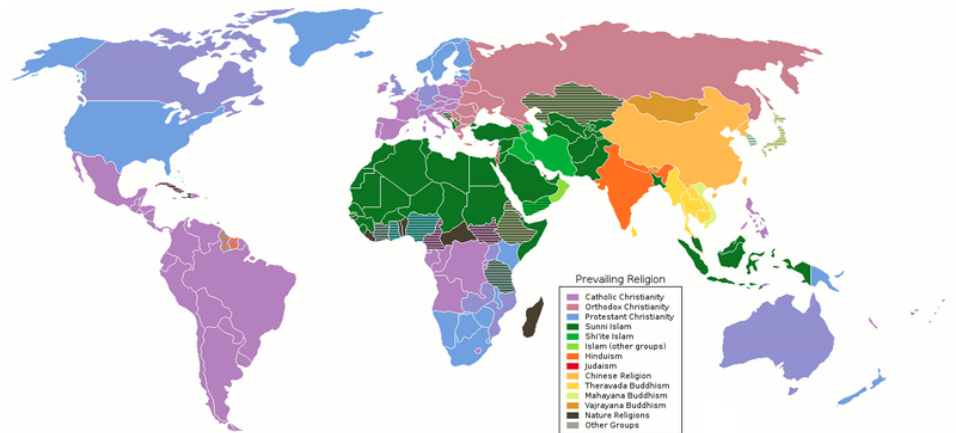 Prevailing Religion
Catholic Christianity
Orthodox Christianity
Protestant Christianity
Sunni Islam
Shi'ite Islam
Islam (other groups)
Hinduism
Judaism
Chinese Religion
Theravada Buddhism
Mahayana Buddhism
Vajrayana Buddhism
Nature Religions
Other Groups